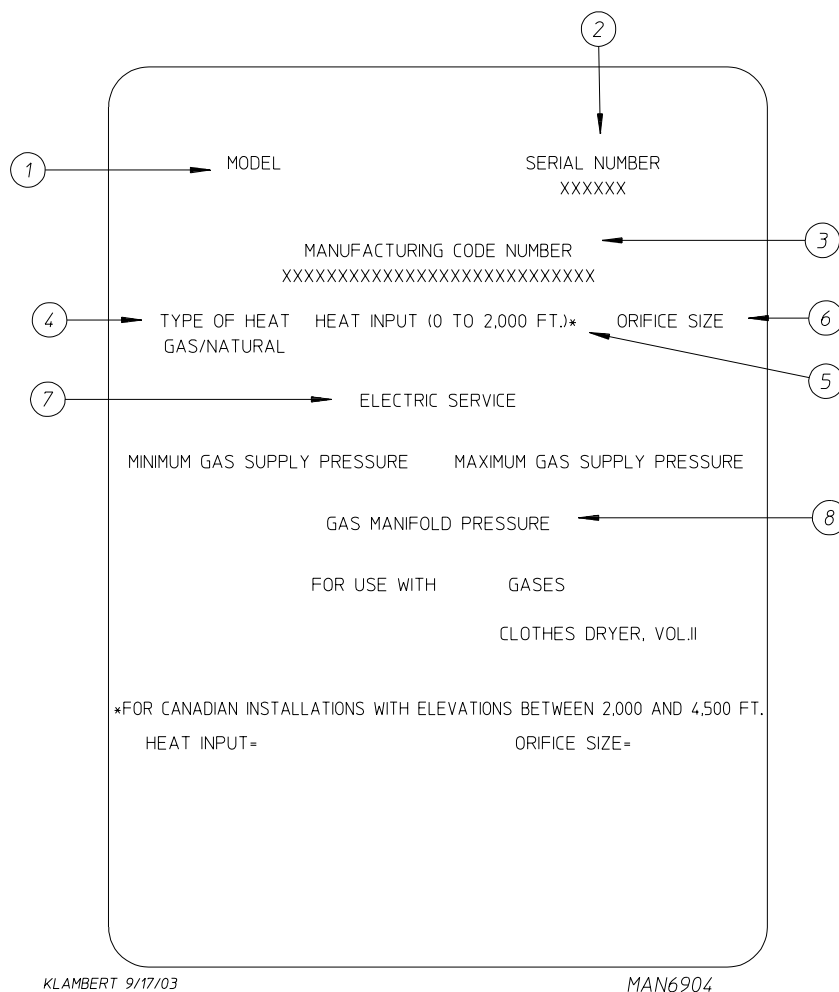 2
1
MODEL
SERIAL NUMBER
XXXXXX
3
MANUFACTURING CODE NUMBER
XXXXXXXXXXXXXXXXXXXXXXXXXXXX
4
TYPE OF HEAT
GAS/NATURAL
HEAT INPUT (0 TO 2,000 FT.)*
ORIFICE SIZE
6
5
7
ELECTRIC SERVICE
MINIMUM GAS SUPPLY PRESSURE
MAXIMUM GAS SUPPLY PRESSURE
GAS MANIFOLD PRESSURE
8
FOR USE WITH GASES
CLOTHES DRYER, VOL.II
*FOR CANADIAN INSTALLATIONS WITH ELEVATIONS BETWEEN 2,000 AND 4,500 FT.
HEAT INPUT=
ORIFICE SIZE=
KLAMBERT 9/17/03
MAN6904